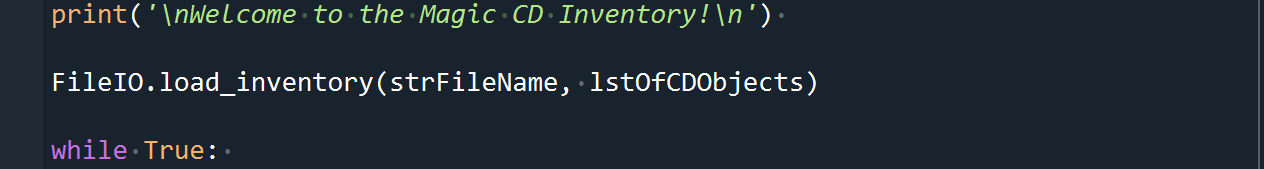 print('\nWelcome to the Magic CD Inventory!\n')
FileIO.load_inventory(strFileName, lstOfCDObjects)
while True: